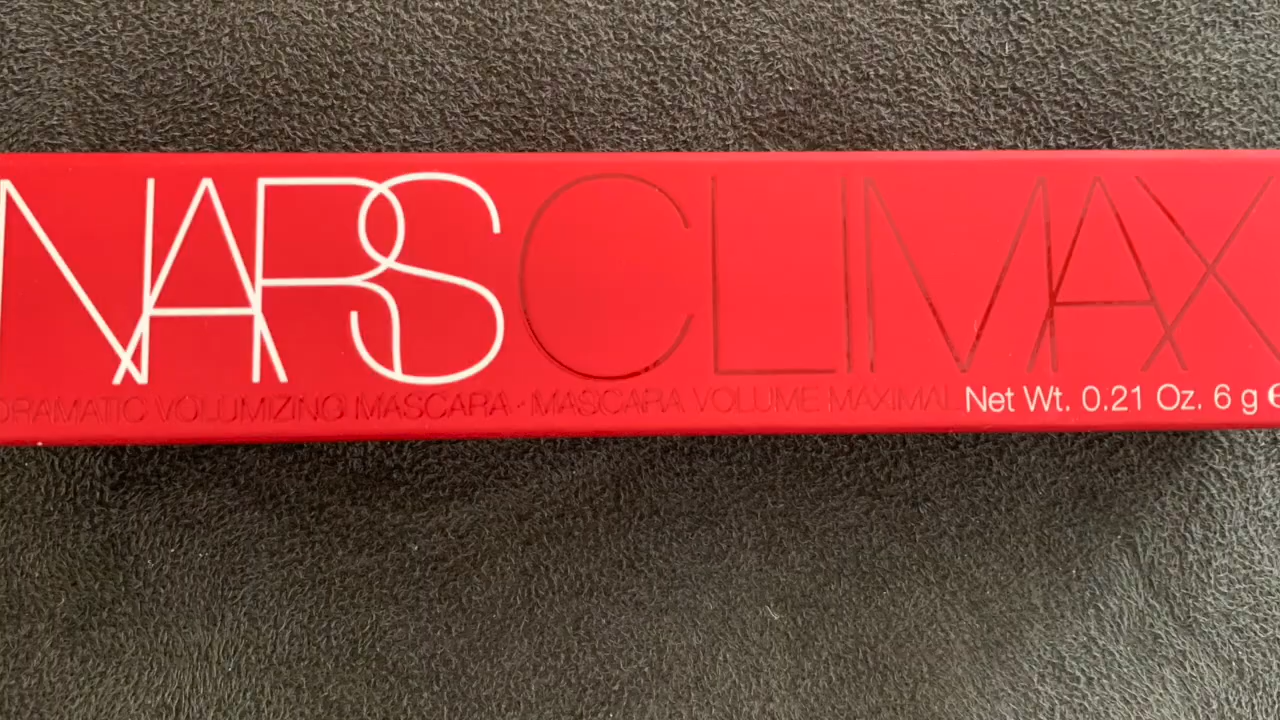 NARS CLIMAX
DRAMATIC VOLUMIZING MASCARA · MASCARA VOLUME MAXIMAL Net Wt. 0.21 Oz. 6 g ℮